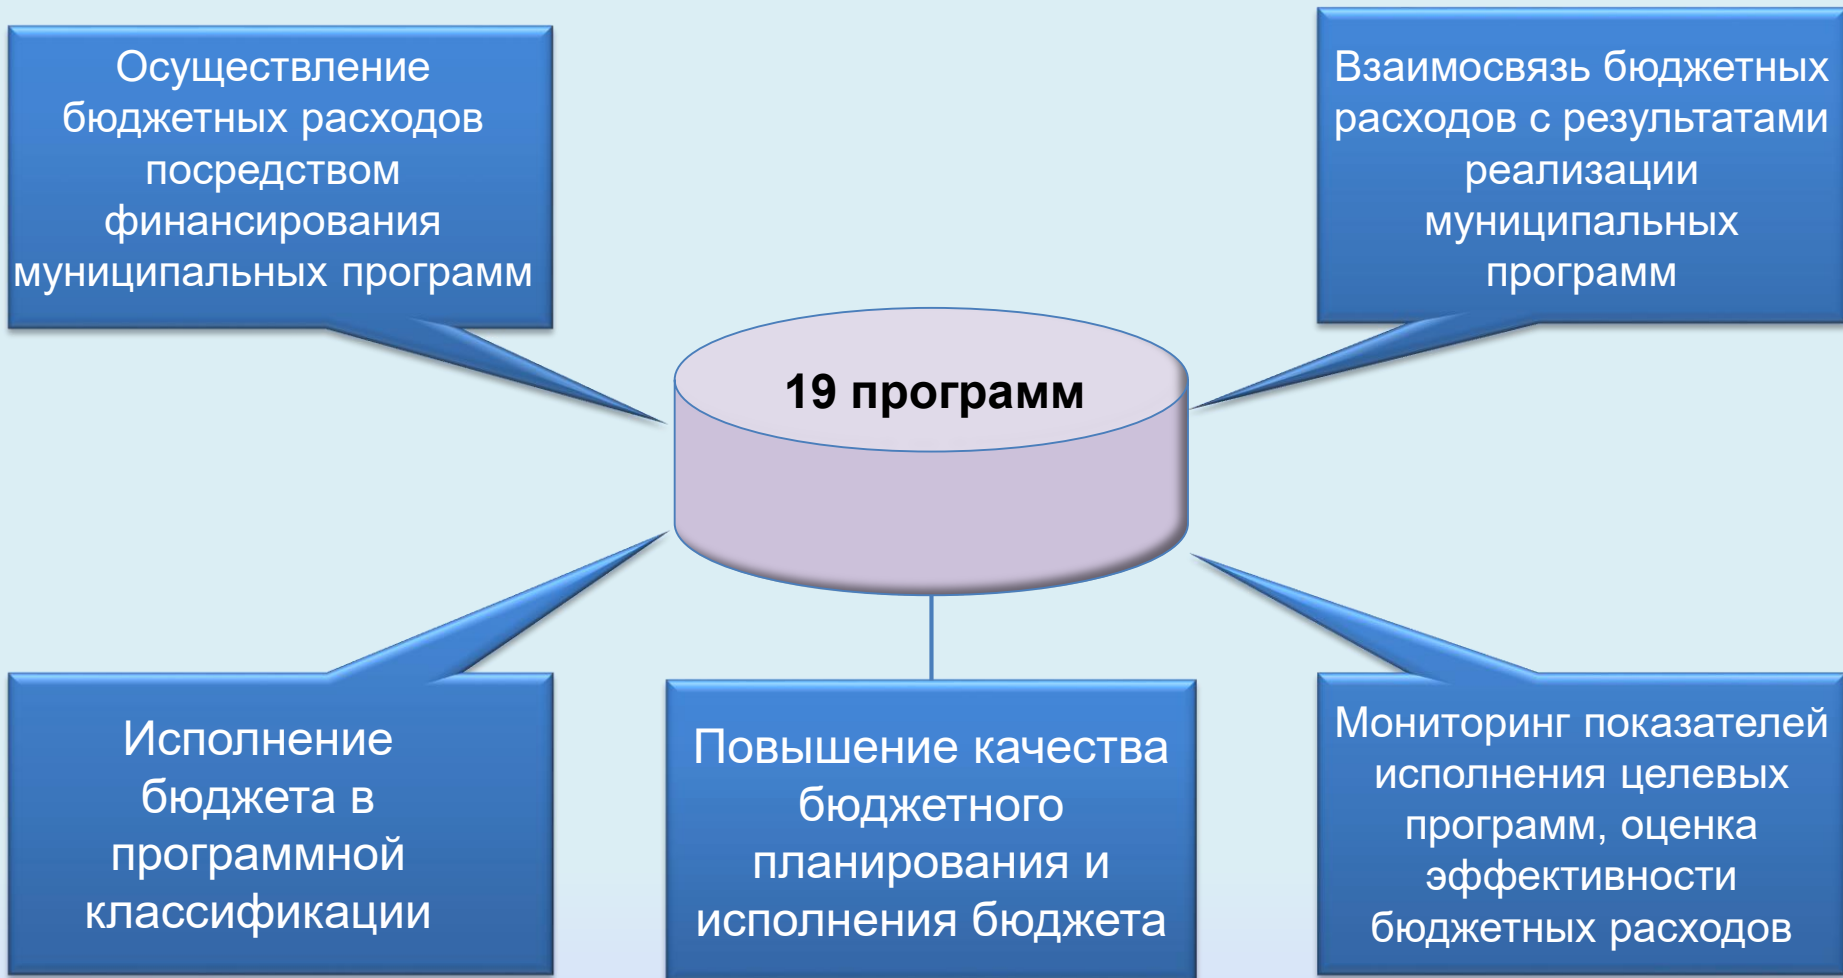 Осуществление
бюджетных расходов
посредством
финансирования
муниципальных программ
Взаимосвязь бюджетных
расходов с результатами
реализации
муниципальных
программ
19 программ
Исполнение
бюджета в
программной
классификации
Повышение качества
бюджетного
планирования и
исполнения бюджета
Мониторинг показателей
исполнения целевых
программ, оценка
эффективности
бюджетных расходов